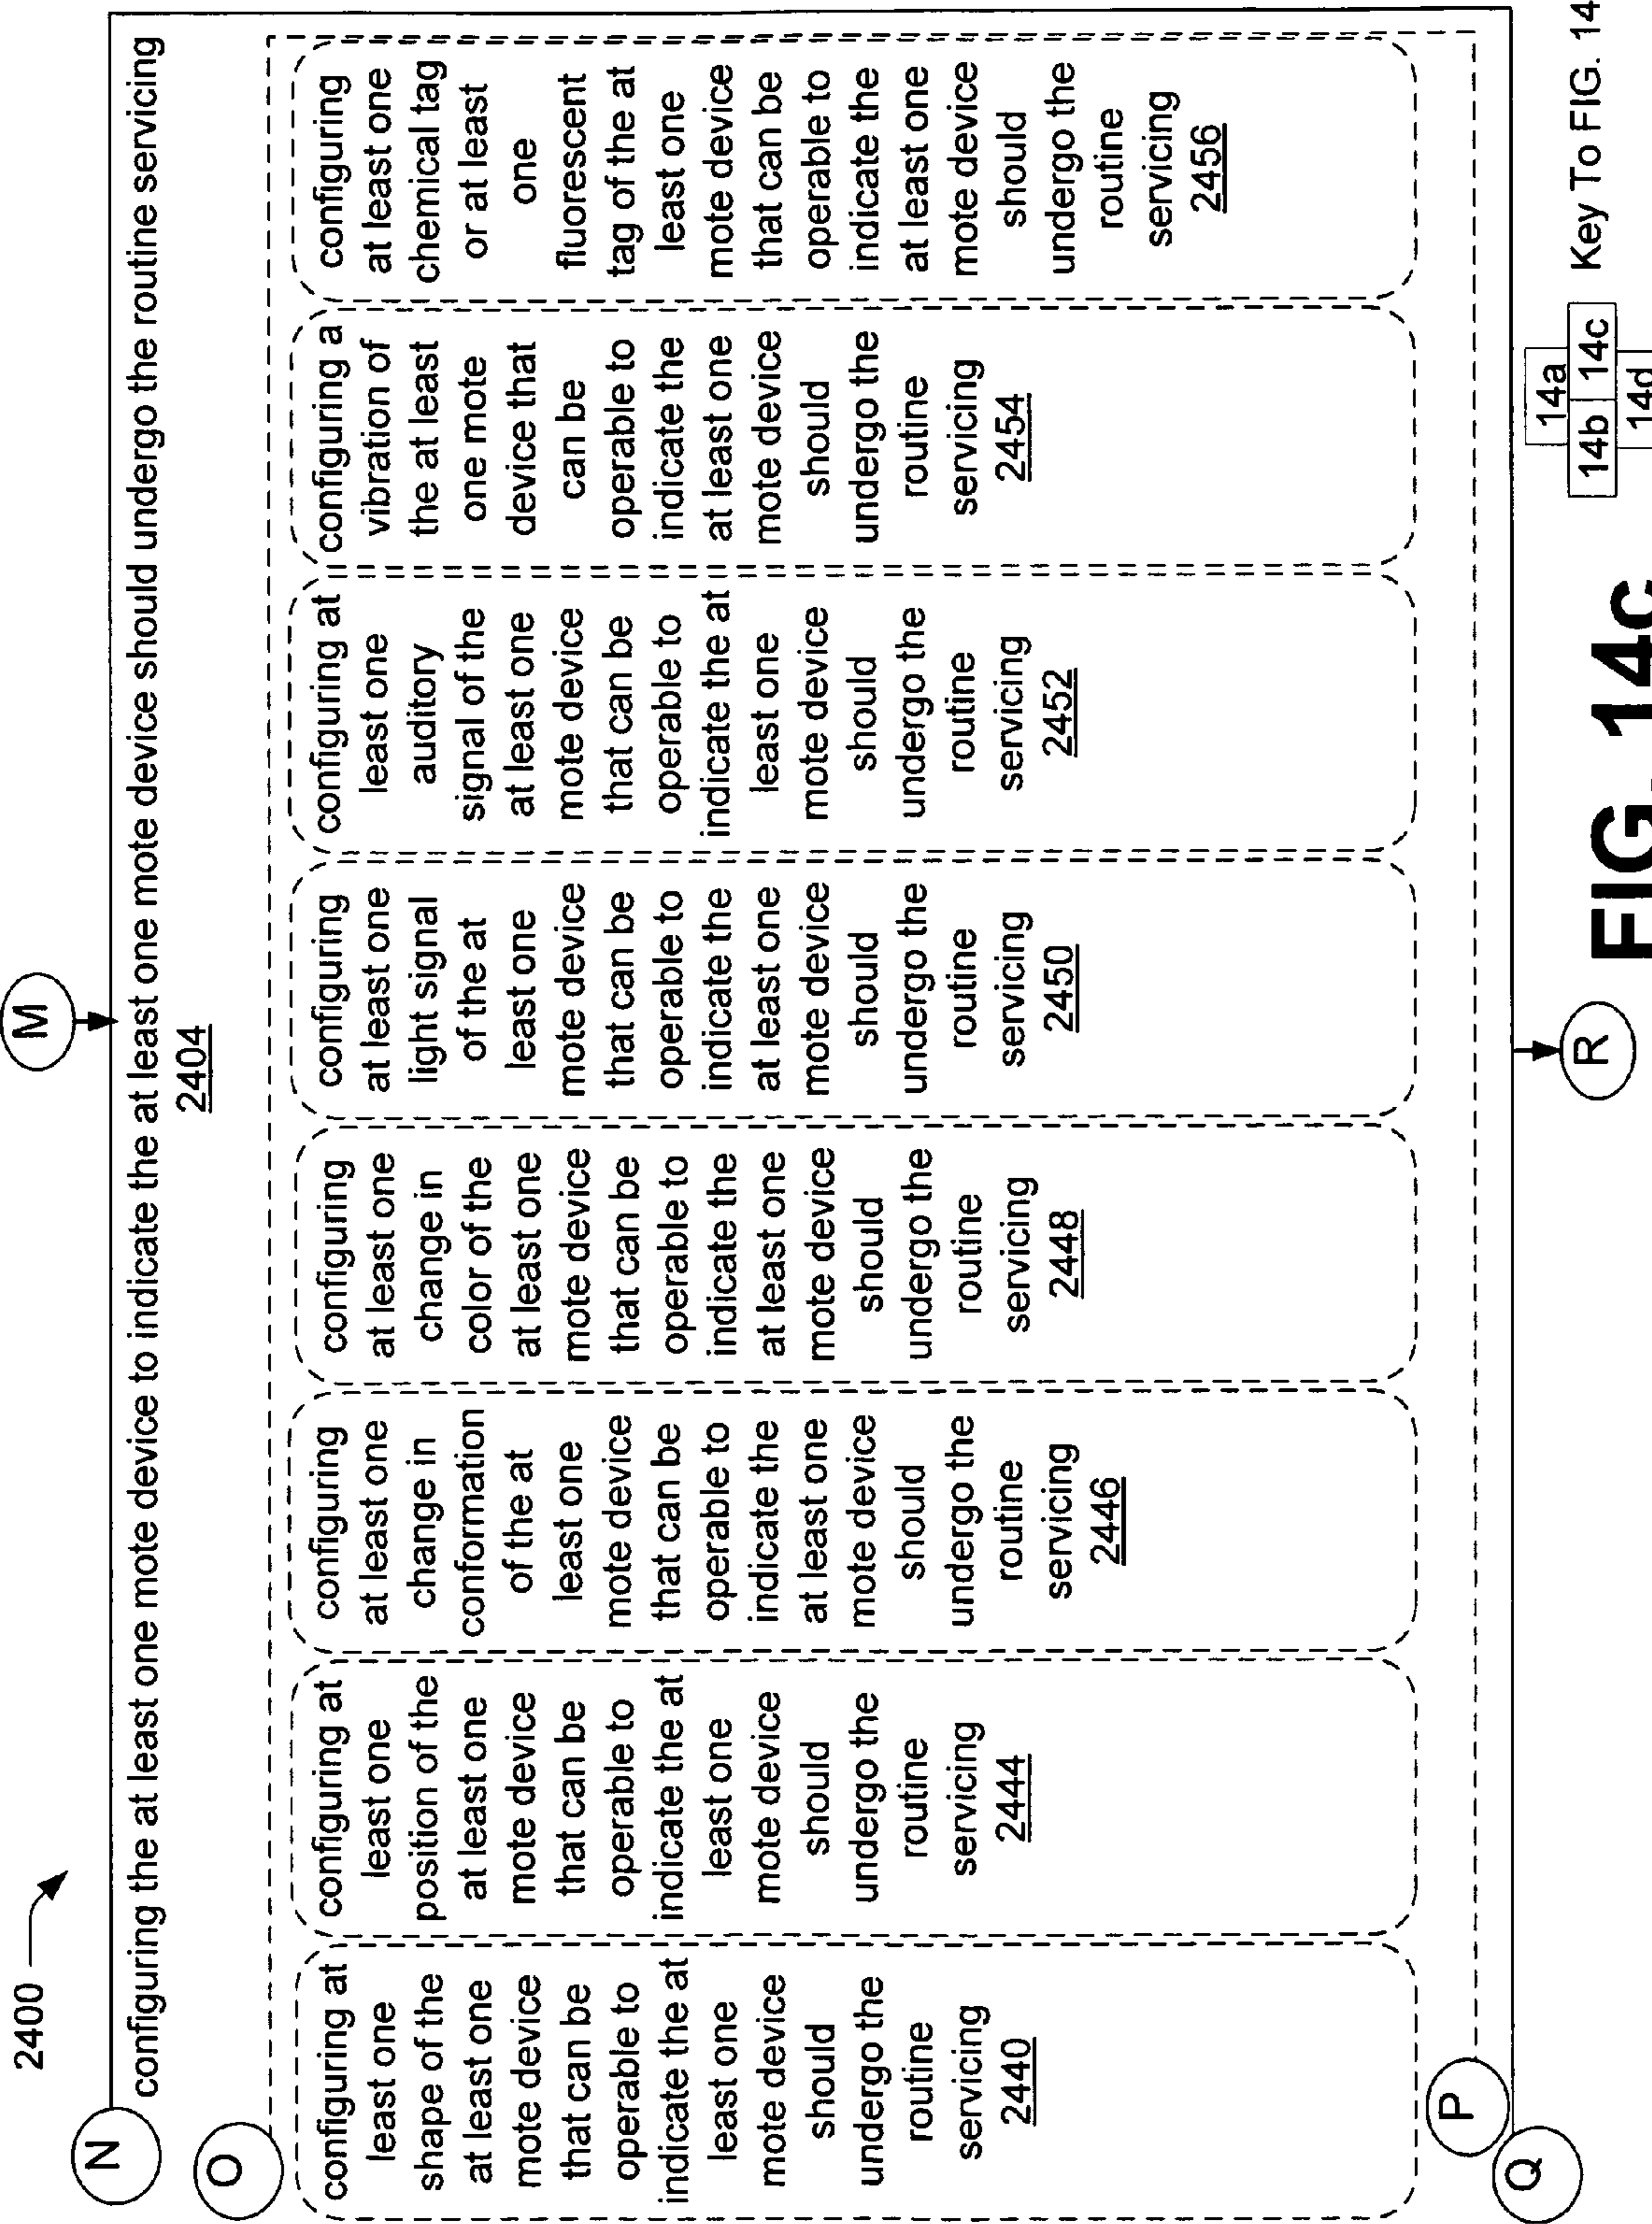 2400
M
N
configuring the at least one mote device to indicate the at least one mote device should undergo the routine servicing
2404
O
configuring at
least one
shape of the
at least one
mote device
that can be
operable to
indicate the at
least one
mote device
should
undergo the
routine
servicing
2440
configuring at
least one
position of the
at least one
mote device
that can be
operable to
indicate the at
least one
mote device
should
undergo the
routine
servicing
2444
configuring
at least one
change in
conformation
of the at
least one
mote device
that can be
operable to
indicate the
at least one
mote device
should
undergo the
routine
servicing
2446
configuring
at least one
change in
color of the
at least one
mote device
that can be
operable to
indicate the
at least one
mote device
should
undergo the
routine
servicing
2448
configuring
at least one
light signal
of the at
least one
mote device
that can be
operable to
indicate the
at least one
mote device
should
undergo the
routine
servicing
2450
configuring at
least one
auditory
signal of the
at least one
mote device
that can be
operable to
indicate the at
least one
mote device
should
undergo the
routine
servicing
2452
configuring a
vibration of
the at least
one mote
device that
can be
operable to
indicate the
at least one
mote device
should
undergo the
routine
servicing
2454
configuring
at least one
chemical tag
or at least
one
fluorescent
tag of the at
least one
mote device
that can be
operable to
indicate the
at least one
mote device
should
undergo the
routine
servicing
2456
P
Q
R
FIG. 14c
14a
14b 14c
14d
Key To FIG. 14